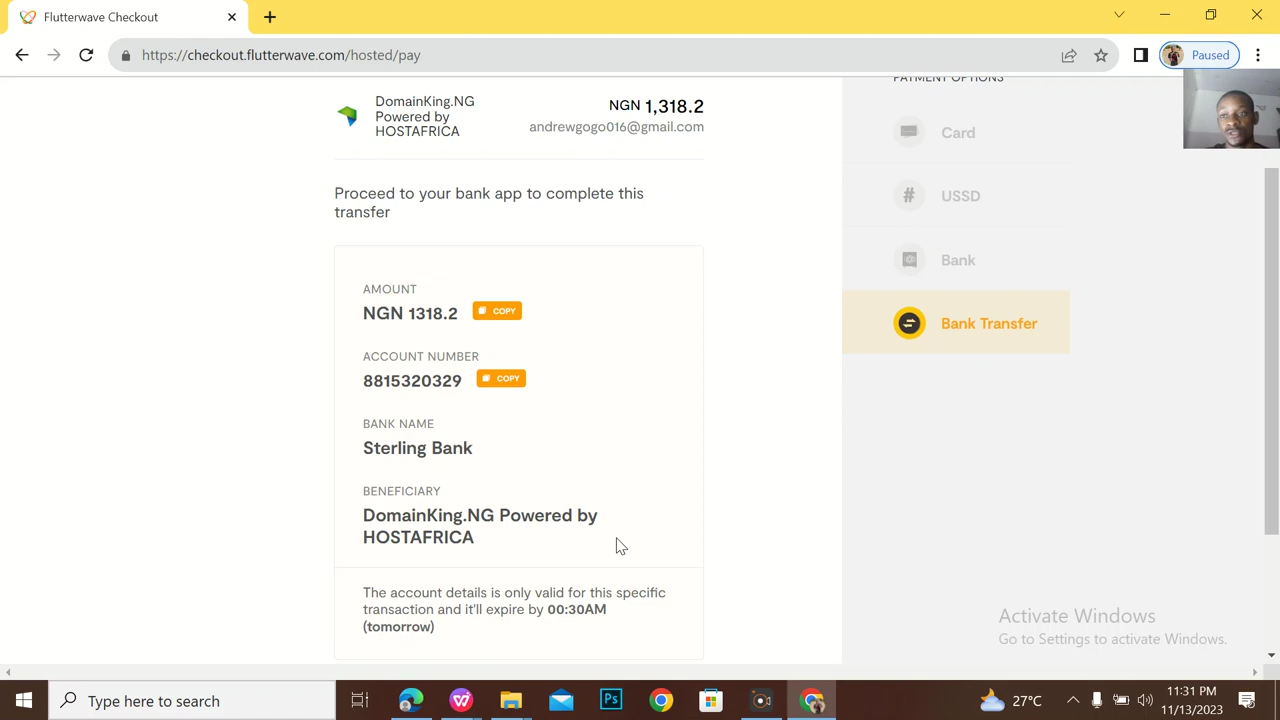 Flutterwave Checkout
https://checkout.flutterwave.com/hosted/pay
Paused
DomainKing.NG
Powered by
HOSTAFRICA
NGN 1,318.2
andrewgogo016@gmail.com
Proceed to your bank app to complete this
transfer
AMOUNT
NGN 1318.2
COPY
ACCOUNT NUMBER
8815320329
COPY
BANK NAME
Sterling Bank
BENEFICIARY
DomainKing.NG Powered by
HOSTAFRICA
The account details is only valid for this specific
transaction and it'll expire by 00:30AM
(tomorrow)
PAYMENT OPTIONS
Card
# USSD
Bank
Bank Transfer
Activate Windows
Go to Settings to activate Windows.
Type here to search
W
Ps
27°C
11:31 PM
11/13/2023